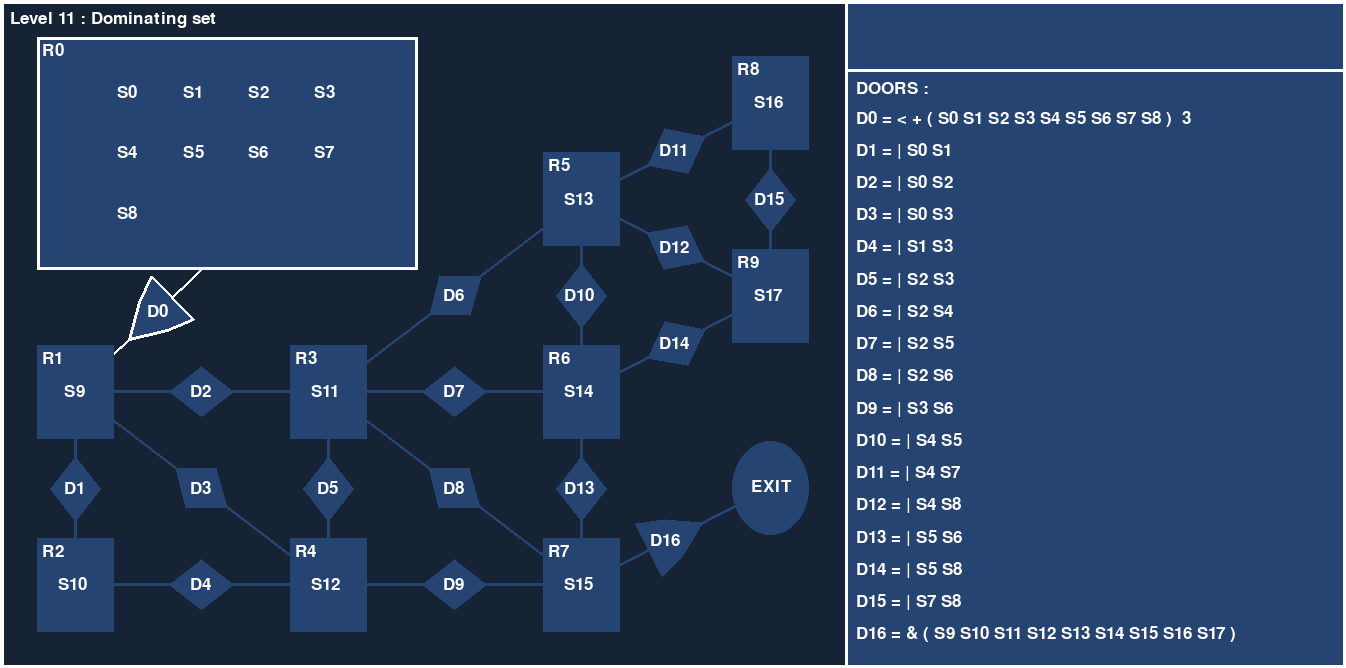 Level 11 : Dominating set
R0
S0 S1 S2 S3
S4 S5 S6 S7
S8
D0
R1
S9
D2
R3
S11
D7
R6
S14
D6
R5
S13
D10
D11
R8
S16
D12
D15
R9
S17
D14
D1
D3
D5
D8
D13
EXIT
R2
S10
D4
R4
S12
D9
R7
S15
D16
DOORS :
D0 = < + ( S0 S1 S2 S3 S4 S5 S6 S7 S8 ) 3
D1 = | S0 S1
D2 = | S0 S2
D3 = | S0 S3
D4 = | S1 S3
D5 = | S2 S3
D6 = | S2 S4
D7 = | S2 S5
D8 = | S2 S6
D9 = | S3 S6
D10 = | S4 S5
D11 = | S4 S7
D12 = | S4 S8
D13 = | S5 S6
D14 = | S5 S8
D15 = | S7 S8
D16 = & ( S9 S10 S11 S12 S13 S14 S15 S16 S17 )